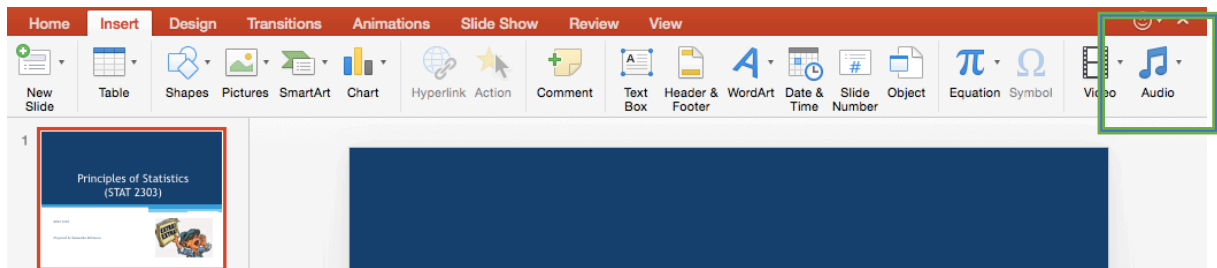 Home Insert Design Transitions Animations Slide Show Review View
New Slide
Table
Shapes
Pictures
SmartArt
Chart
Hyperlink
Action
Comment
A
Text Box
Header & Footer
A
WordArt
Date & Time
#
Slide Number
Object
π
Equation
Ω
Symbol
Video
Audio
1
Principles of Statistics
(STAT 2303)